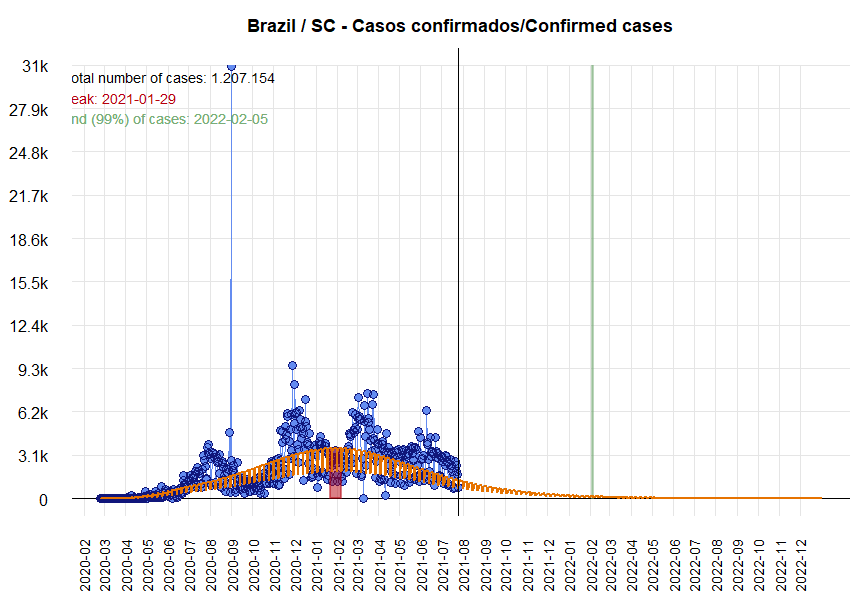 Brazil / SC - Casos confirmados/Confirmed cases
31k
otal number of cases: 1.207.154
eak: 2021-01-29
27.9k
nd (99%) of cases: 2022-02-05
24.8k
21.7k
18.6k
15.5k
12.4k
9.3k
6.2k
3.1k
0
2020-02
2020-03
2020-04
2020-05
2020-06
2020-07
2020-08
2020-09
2020-10
2020-11
2020-12
2021-01
2021-02
2021-03
2021-04
2021-05
2021-06
2021-07
2021-08
2021-09
2021-10
2021-11
2021-12
2022-01
2022-02
2022-03
2022-04
2022-05
2022-06
2022-07
2022-08
2022-09
2022-10
2022-11
2022-12